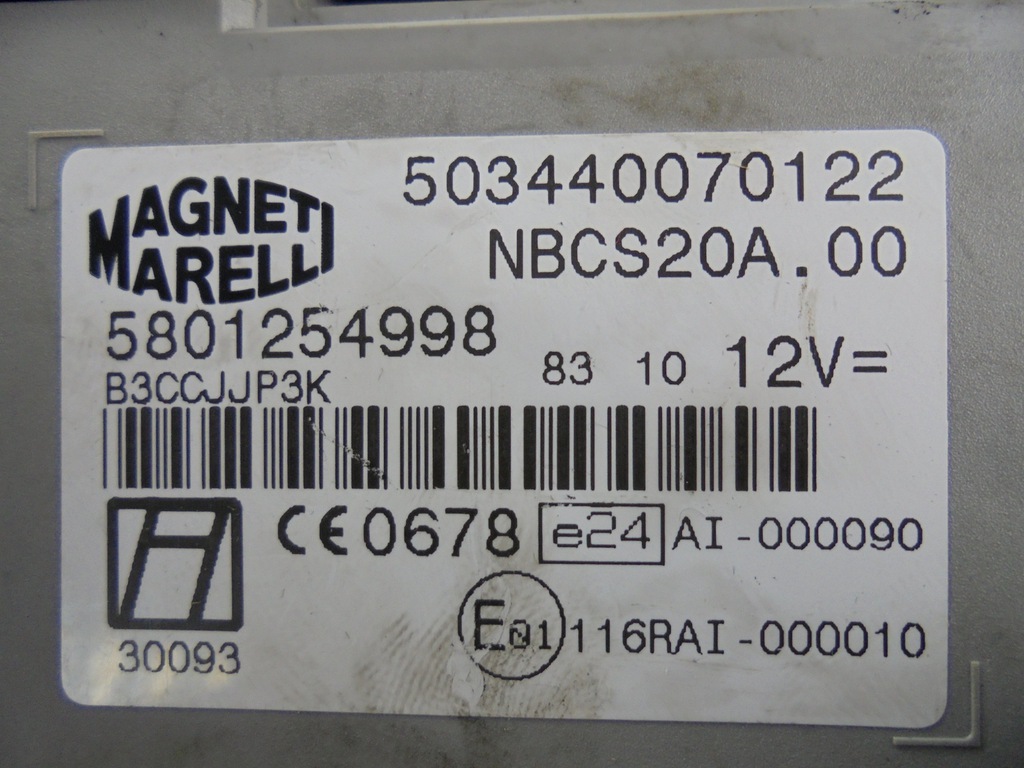 MAGNETI
MARELLI
503440070122
NBCS20A.00
5801254998
83 10 12V=
B3CCJJP3K
CE0678 e24 AI-000090
30093
E01 116RAI-000010